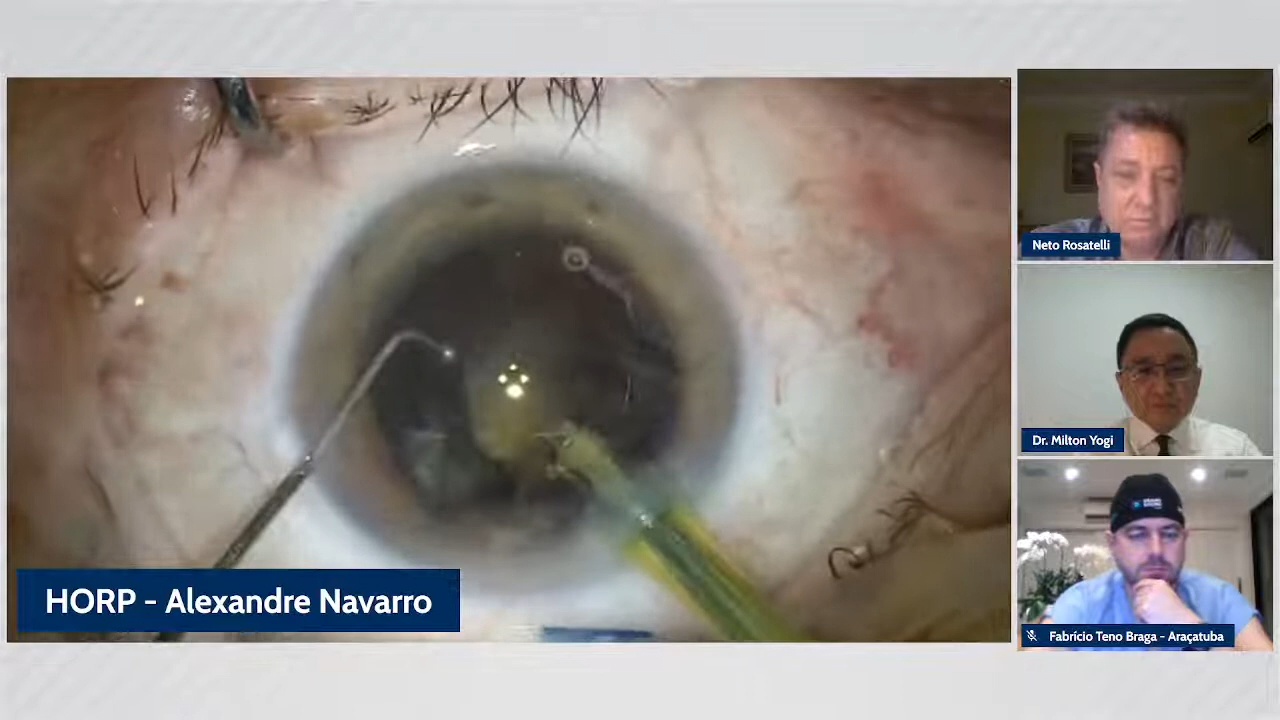 Neto Rosatelli
Dr. Milton Yogi
HORP - Alexandre Navarro
Fabrício Teno Braga - Araçatuba